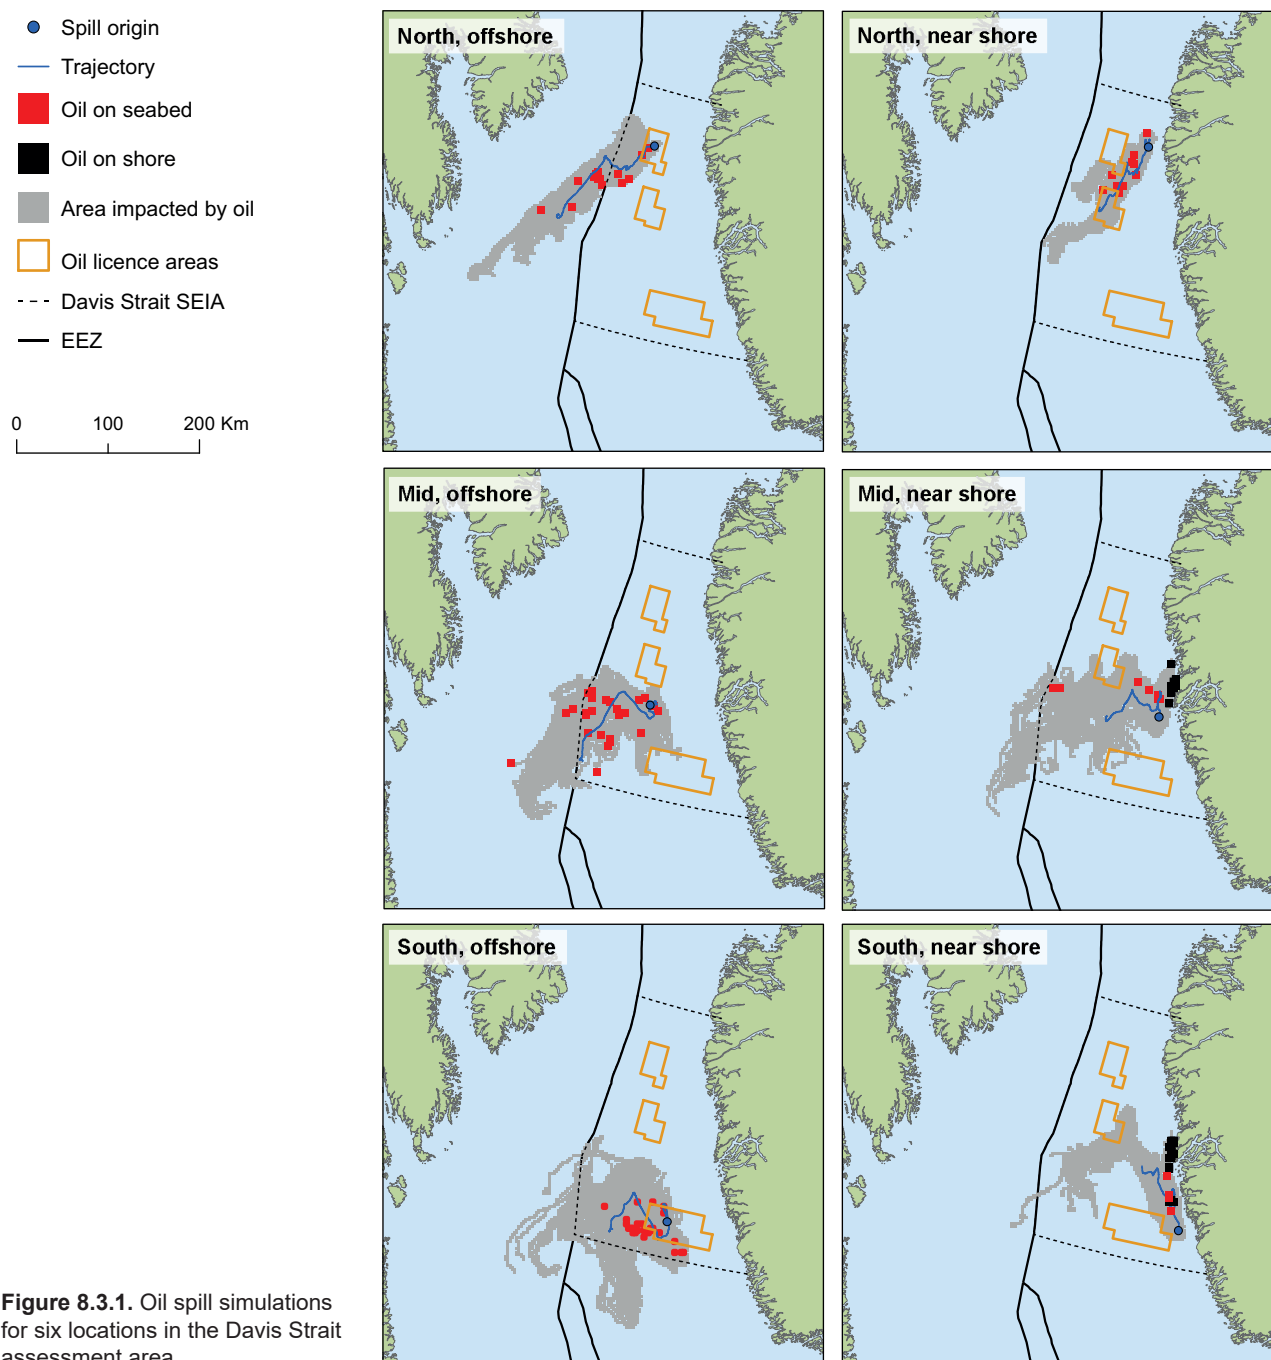 Spill origin
Trajectory
Oil on seabed
Oil on shore
Area impacted by oil
Oil licence areas
Davis Strait SEIA
EEZ
0 100 200 Km
North, offshore
North, near shore
Mid, offshore
Mid, near shore
South, offshore
South, near shore
Figure 8.3.1. Oil spill simulations
for six locations in the Davis Strait
assessment area